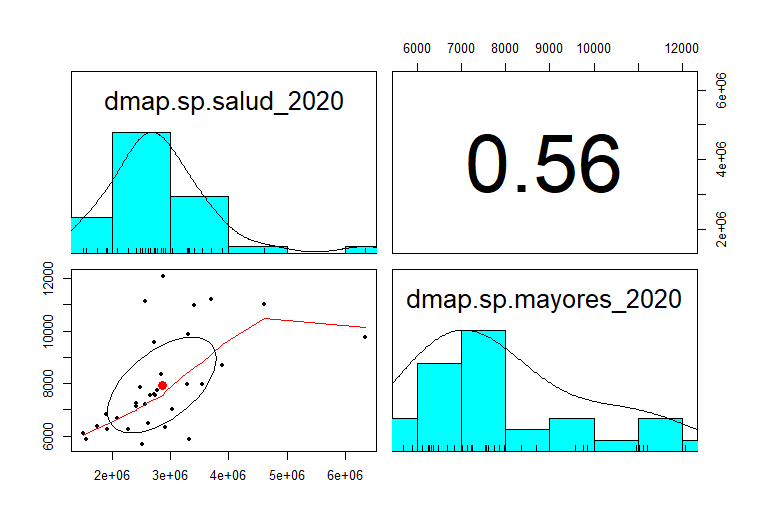 6000 7000 8000 9000 10000 12000
dmap.sp.salud_2020
0.56
2e+06 4e+06 6e+06
6000 8000 10000 12000
dmap.sp.mayores_2020
2e+06 3e+06 4e+06 5e+06 6e+06